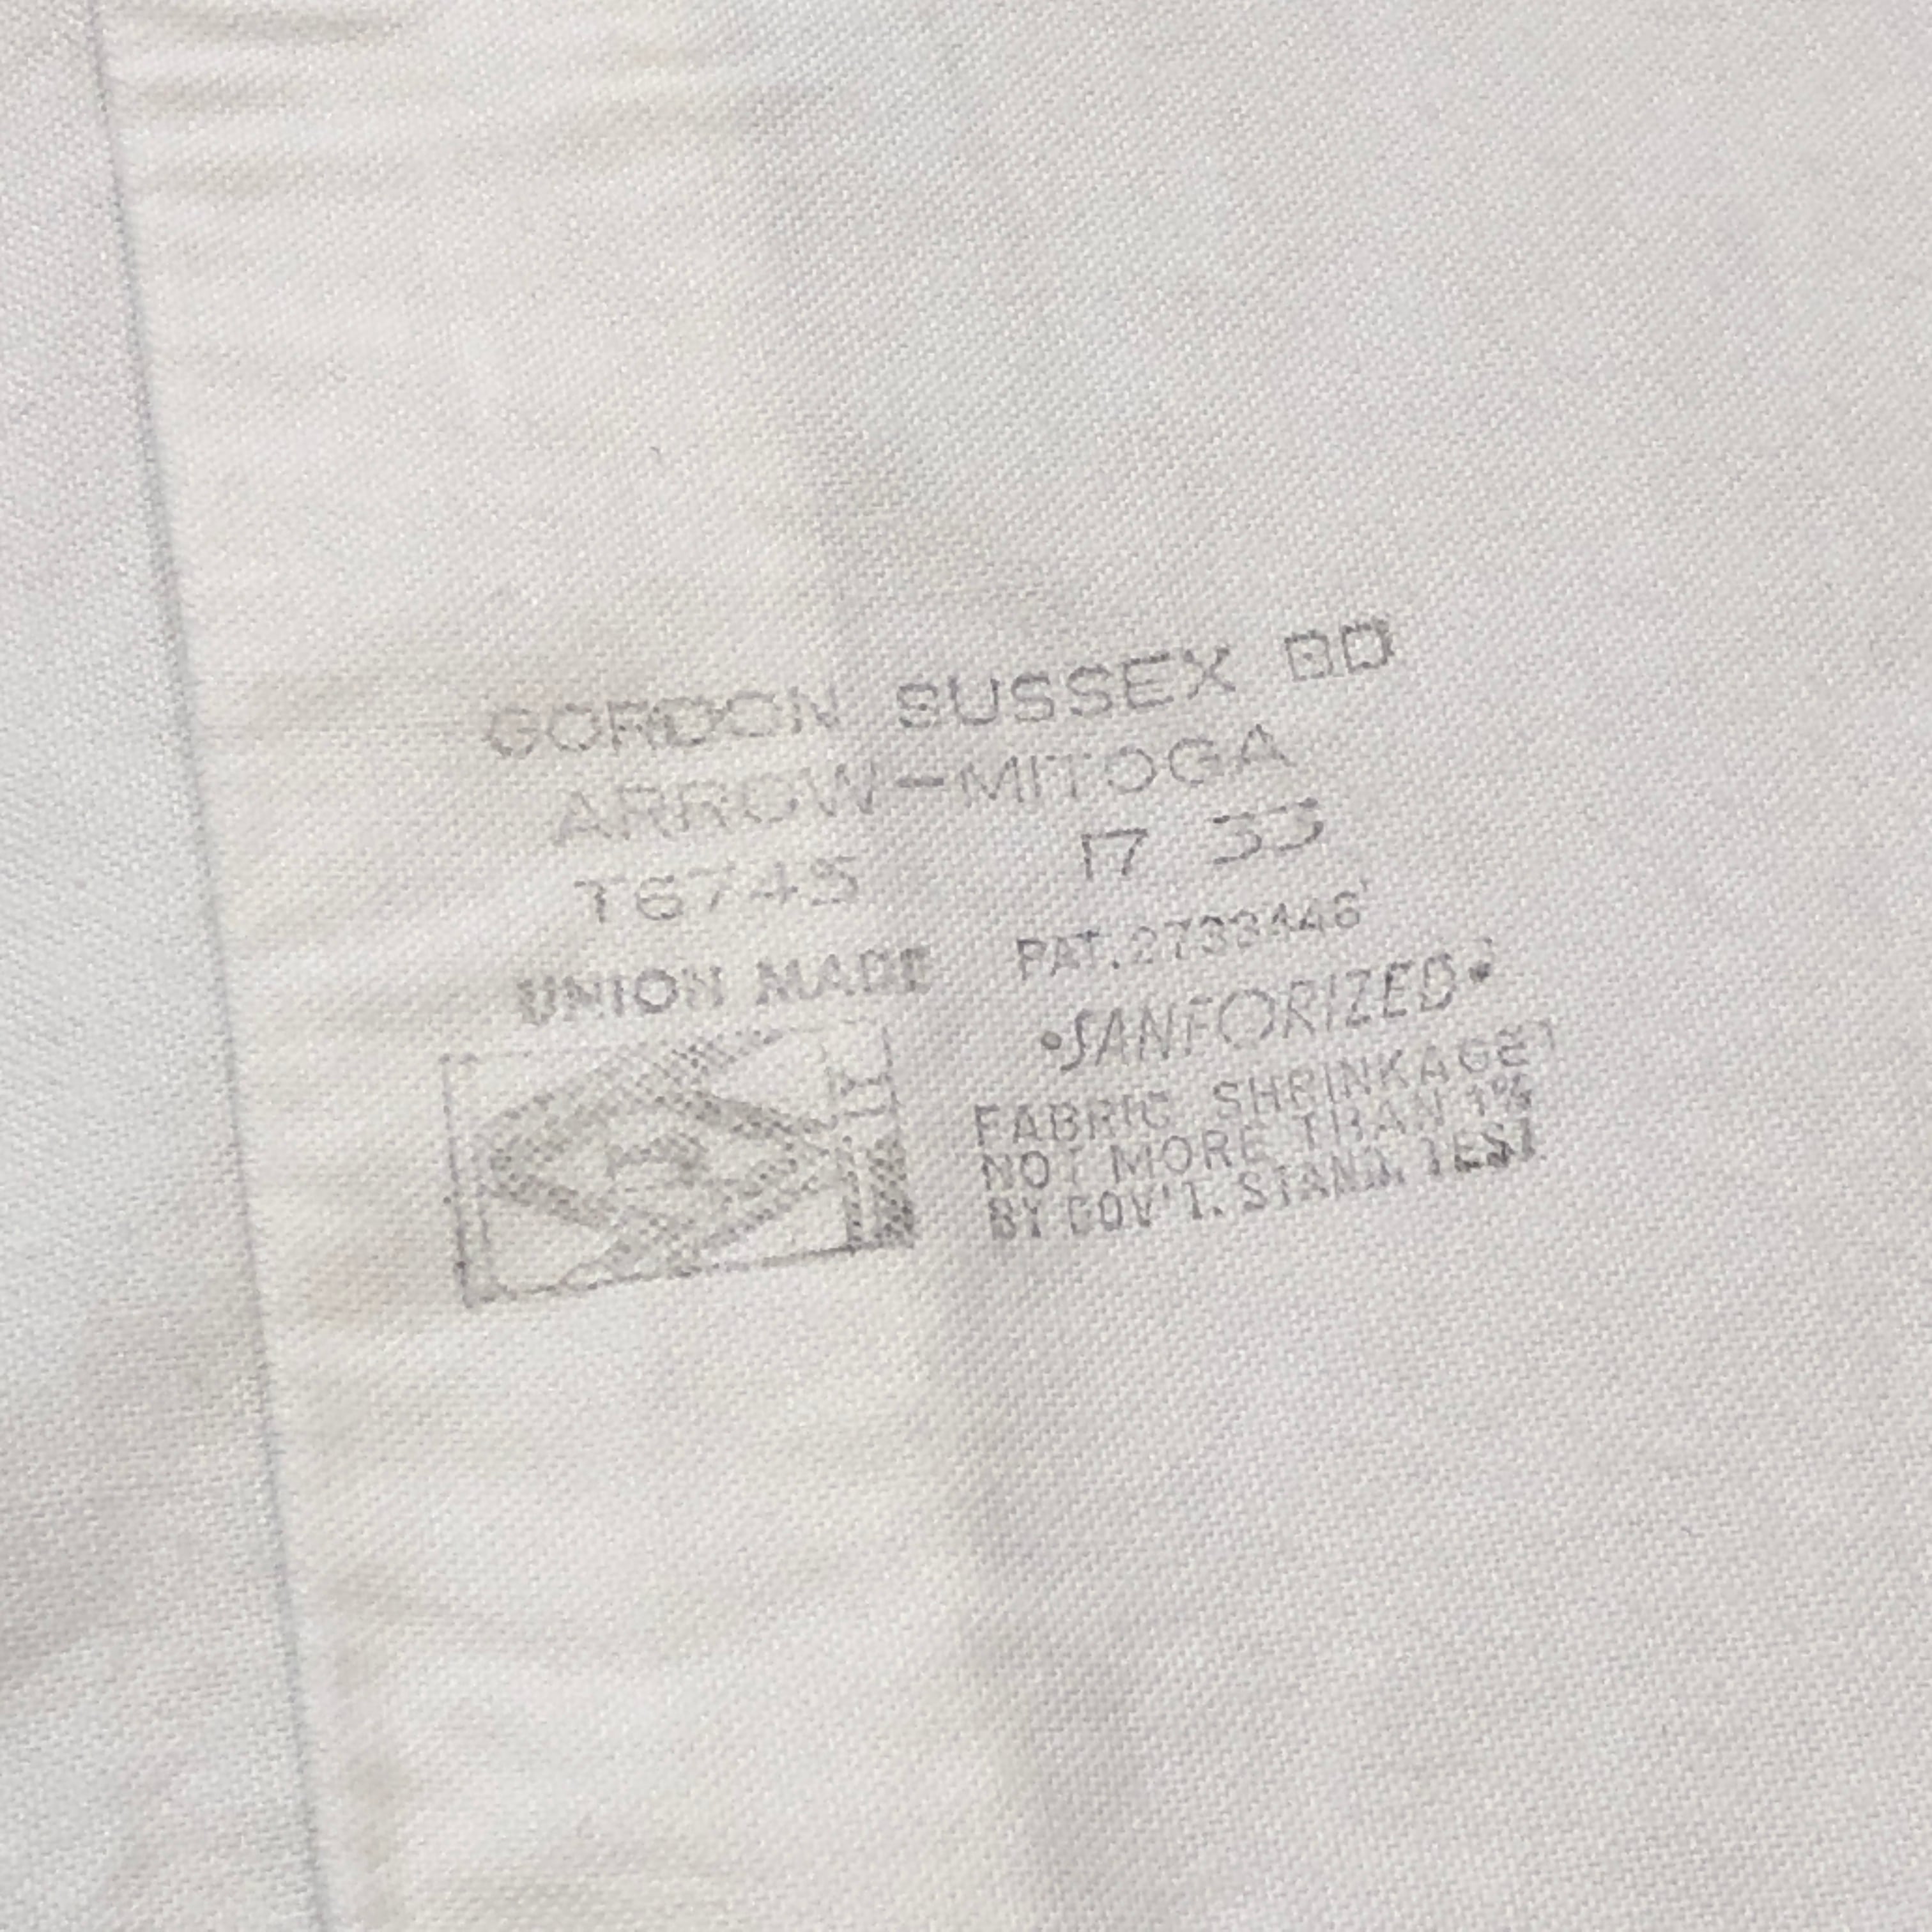 GORDON SUSSEX BD
ARROW-MITOGA
T6745 17 33
UNION MADE PAT. 2733446
SANFORIZED
FABRIC SHRINKAGE
NOT MORE THAN 1%
BY GOV'T. STAND. TEST